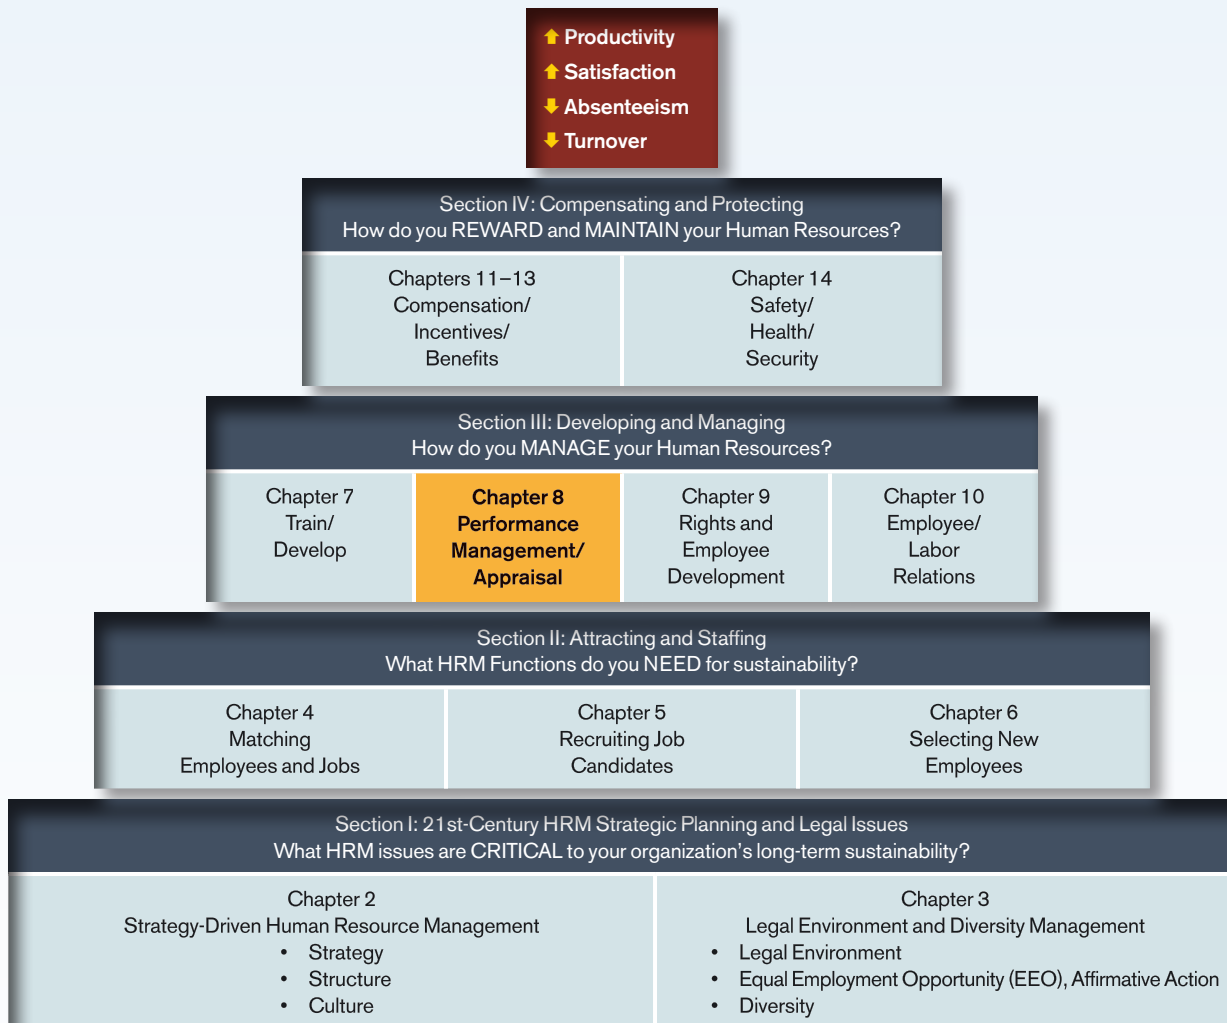 Productivity
Satisfaction
Absenteeism
Turnover
Section IV: Compensating and Protecting
How do you REWARD and MAINTAIN your Human Resources?
Chapters 11–13
Compensation/
Incentives/
Benefits
Chapter 14
Safety/
Health/
Security
Section III: Developing and Managing
How do you MANAGE your Human Resources?
Chapter 7
Train/
Develop
Chapter 8
Performance
Management/
Appraisal
Chapter 9
Rights and
Employee
Development
Chapter 10
Employee/
Labor
Relations
Section II: Attracting and Staffing
What HRM Functions do you NEED for sustainability?
Chapter 4
Matching
Employees and Jobs
Chapter 5
Recruiting Job
Candidates
Chapter 6
Selecting New
Employees
Section I: 21st-Century HRM Strategic Planning and Legal Issues
What HRM issues are CRITICAL to your organization’s long-term sustainability?
Chapter 2
Strategy-Driven Human Resource Management
• Strategy
• Structure
• Culture
Chapter 3
Legal Environment and Diversity Management
• Legal Environment
• Equal Employment Opportunity (EEO), Affirmative Action
• Diversity